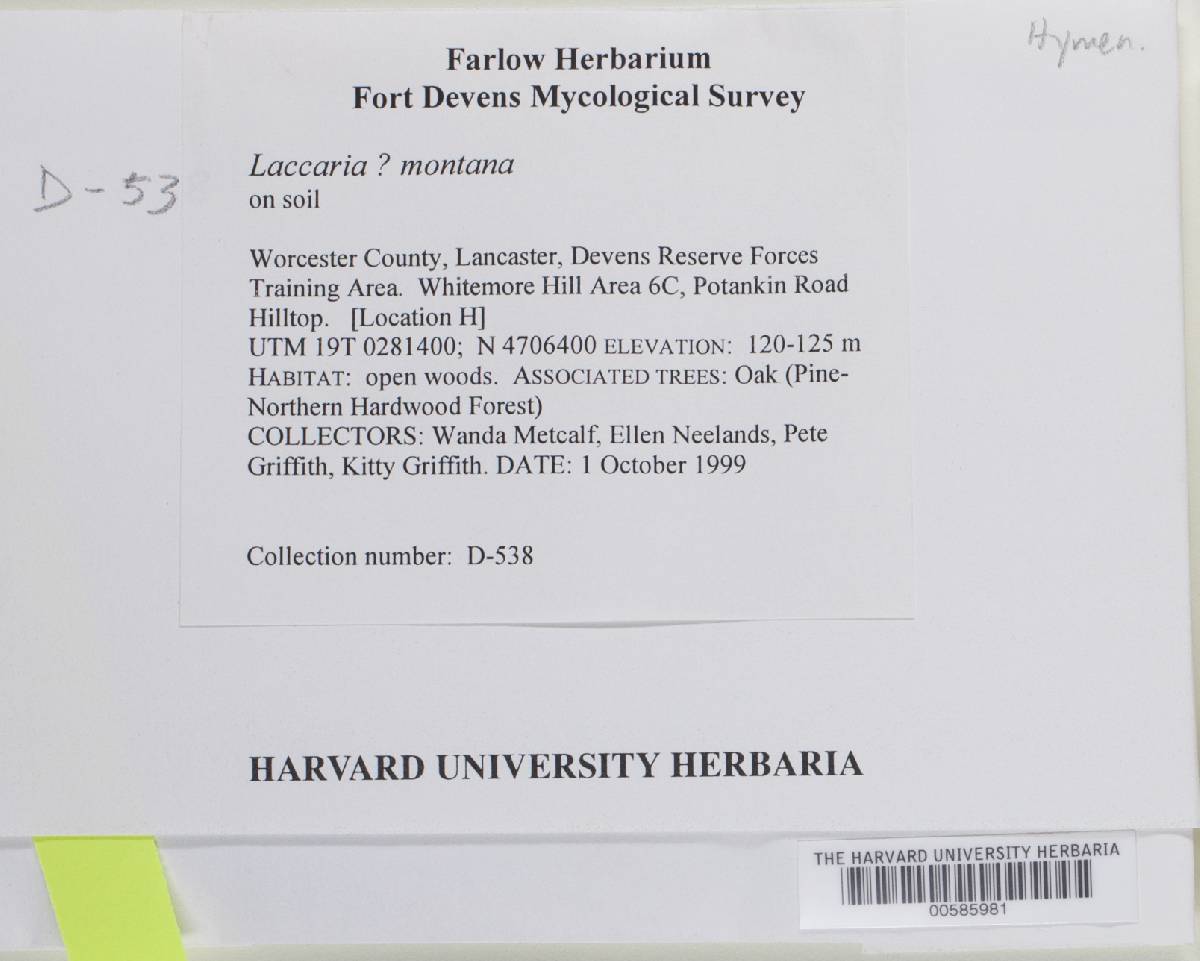 Hymen.
Farlow Herbarium
Fort Devens Mycological Survey
D-53
Laccaria ? montana
on soil
Worcester County, Lancaster, Devens Reserve Forces
Training Area. Whitemore Hill Area 6C, Potankin Road
Hilltop. [Location H]
UTM 19T 0281400; N 4706400 ELEVATION: 120-125 m
HABITAT: open woods. ASSOCIATED TREES: Oak (Pine-
Northern Hardwood Forest)
COLLECTORS: Wanda Metcalf, Ellen Neelands, Pete
Griffith, Kitty Griffith. DATE: 1 October 1999
Collection number: D-538
HARVARD UNIVERSITY HERBARIA
THE HARVARD UNIVERSITY HERBARIA
00585981